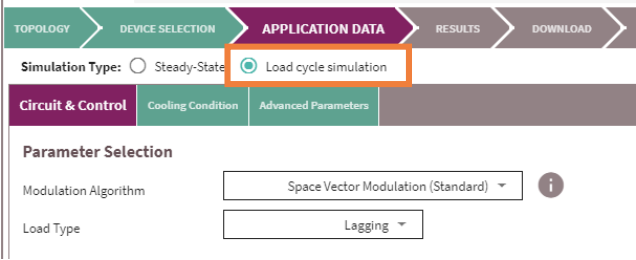 TOPOLOGY DEVICE SELECTION APPLICATION DATA RESULTS DOWNLOAD
Simulation Type: Steady-State Load cycle simulation
Circuit & Control Cooling Condition Advanced Parameters
Parameter Selection
Modulation Algorithm Space Vector Modulation (Standard) i
Load Type Lagging